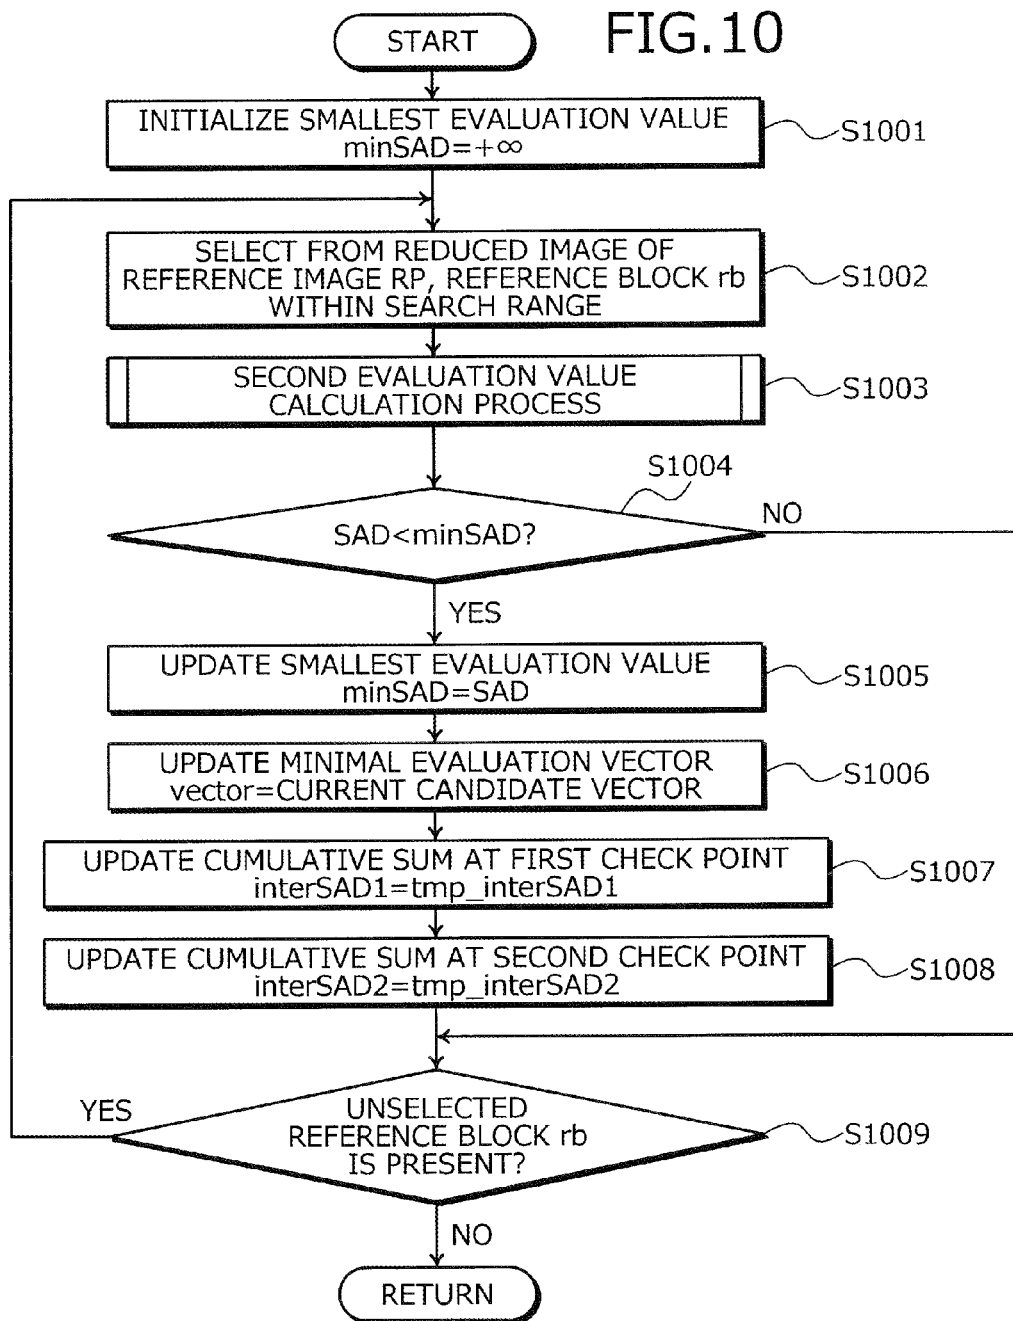 FIG.10
START
INITIALIZE SMALLEST EVALUATION VALUE
minSAD=+∞
S1001
SELECT FROM REDUCED IMAGE OF
REFERENCE IMAGE RP, REFERENCE BLOCK rb
WITHIN SEARCH RANGE
S1002
SECOND EVALUATION VALUE
CALCULATION PROCESS
S1003
S1004
SAD<minSAD?
NO
YES
UPDATE SMALLEST EVALUATION VALUE
minSAD=SAD
S1005
UPDATE MINIMAL EVALUATION VECTOR
vector=CURRENT CANDIDATE VECTOR
S1006
UPDATE CUMULATIVE SUM AT FIRST CHECK POINT
interSAD1=tmp_interSAD1
S1007
UPDATE CUMULATIVE SUM AT SECOND CHECK POINT
interSAD2=tmp_interSAD2
S1008
YES
UNSELECTED
REFERENCE BLOCK rb
IS PRESENT?
S1009
NO
RETURN